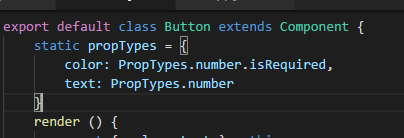 export default class Button extends Component {
static propTypes = {
color: PropTypes.number.isRequired,
text: PropTypes.number
}
render () {